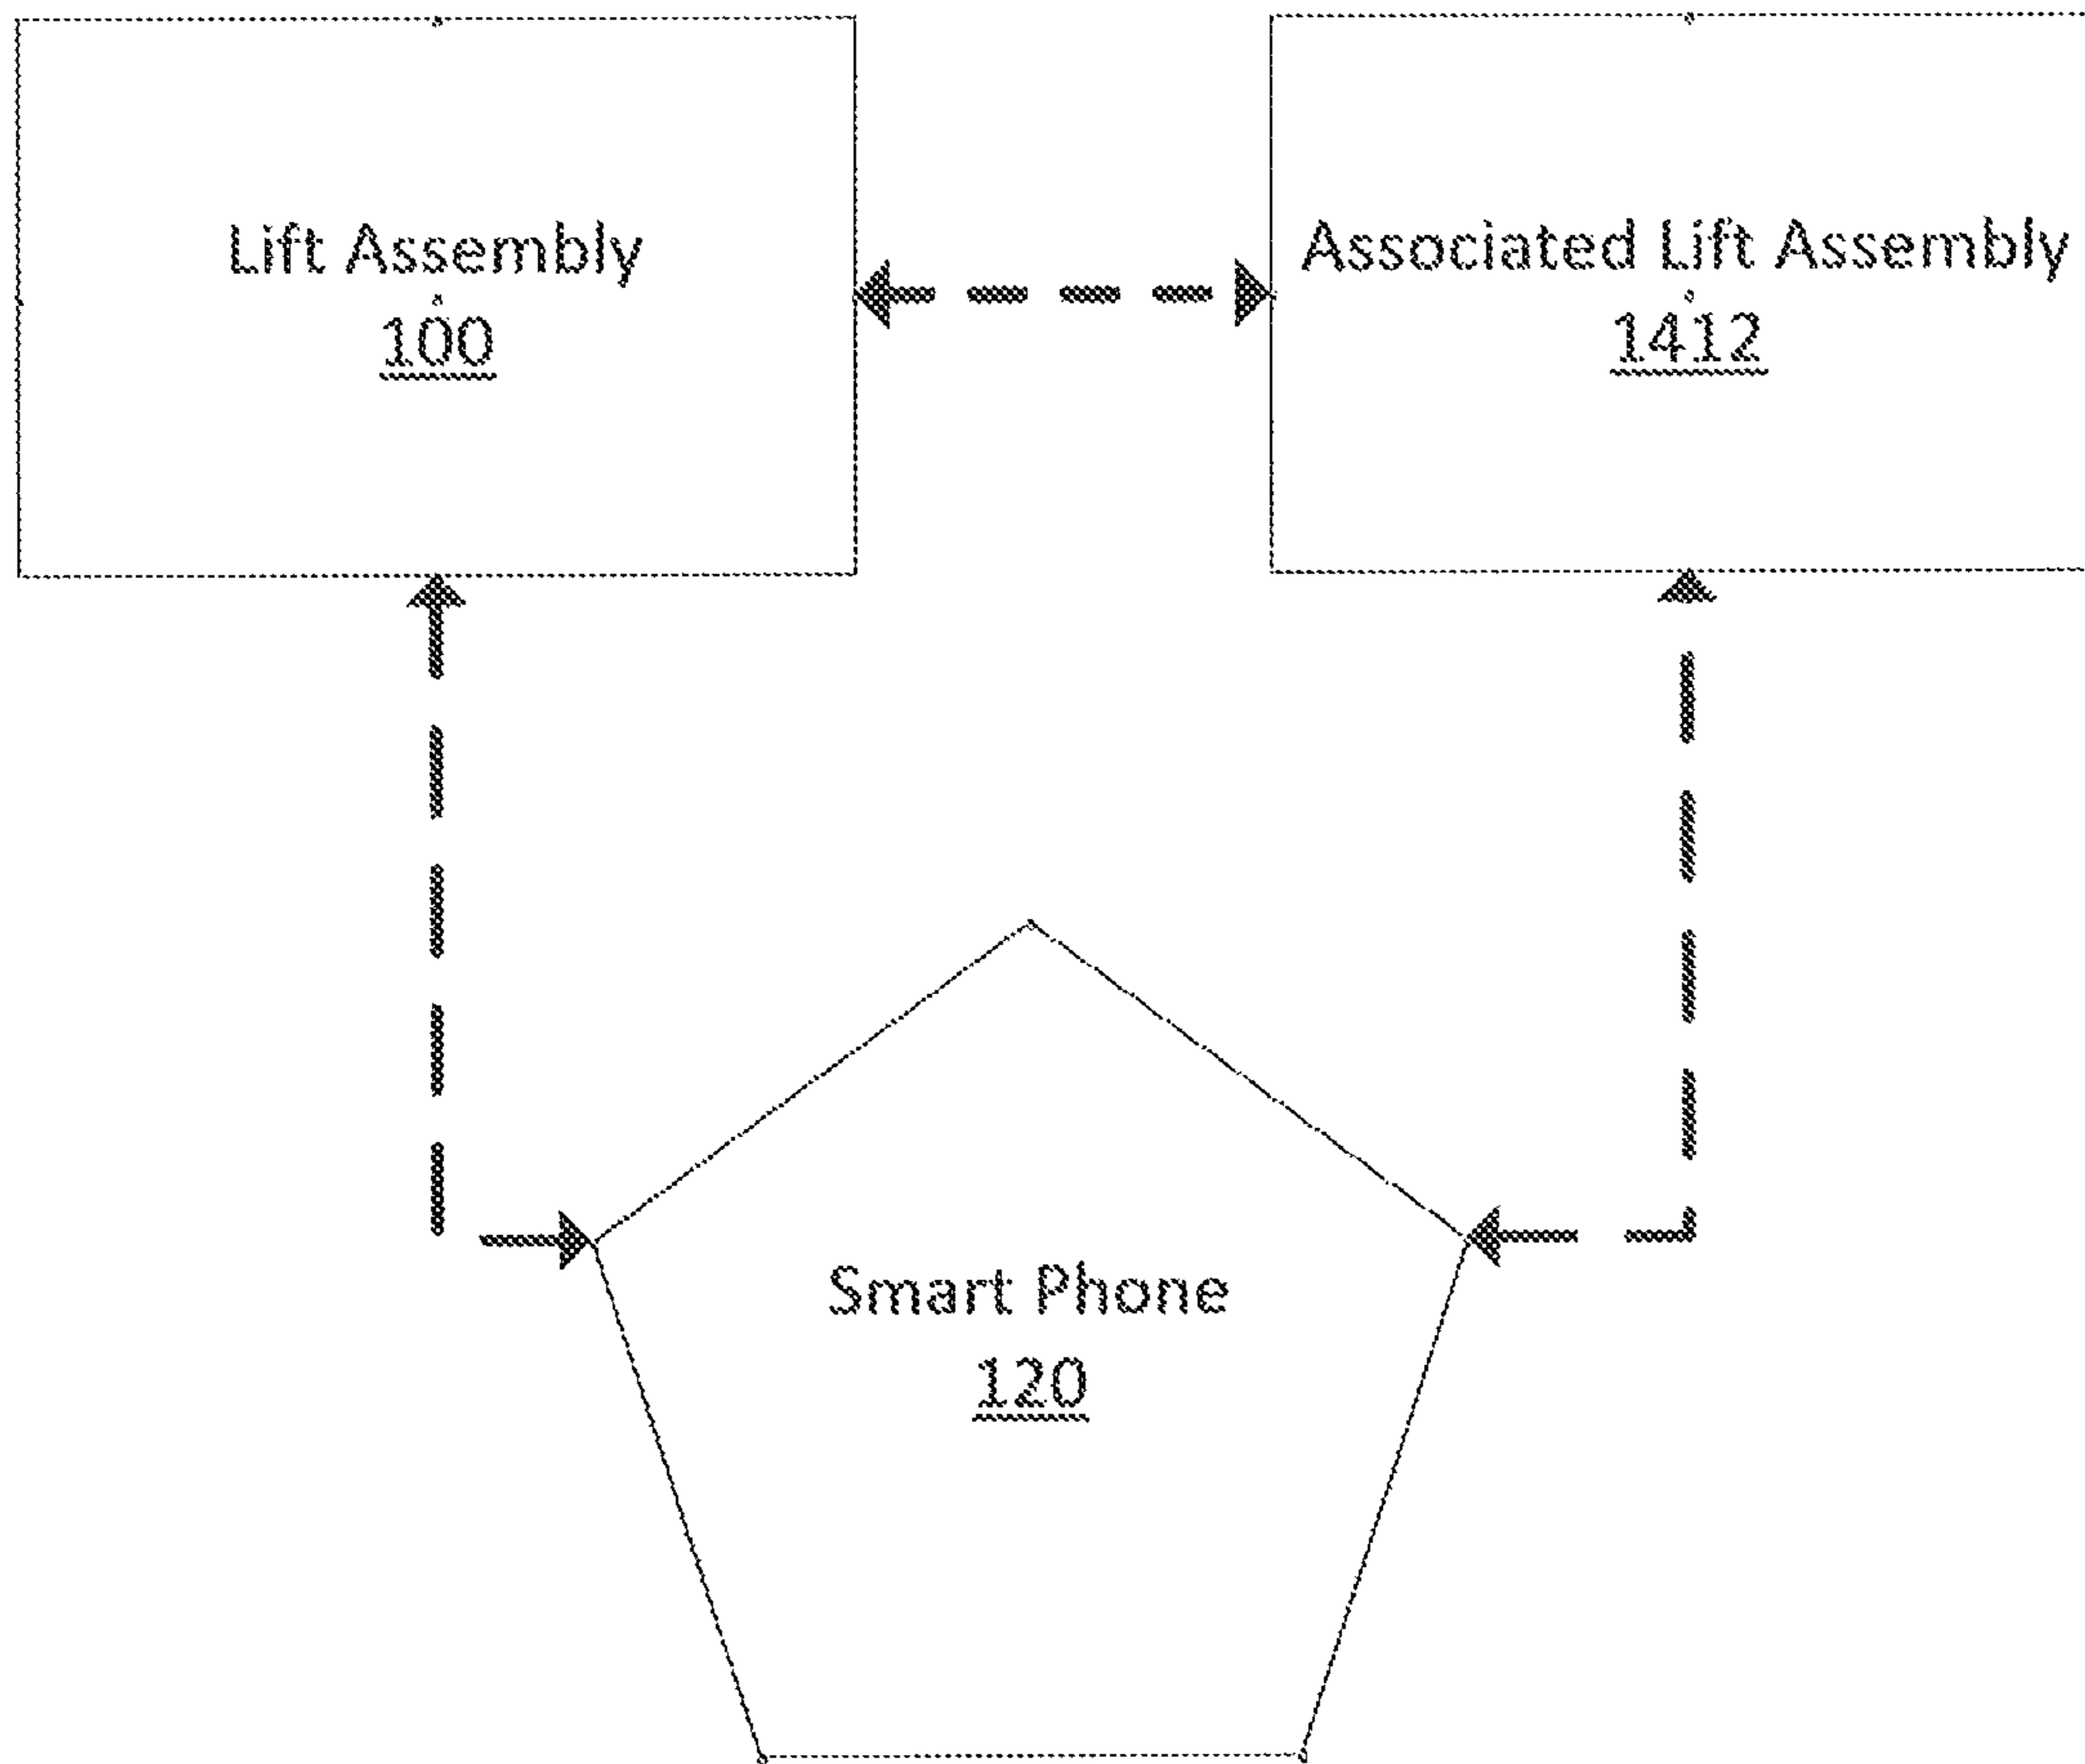 Lift Assembly
100
Associated Lift Assembly
1412
Smart Phone
120